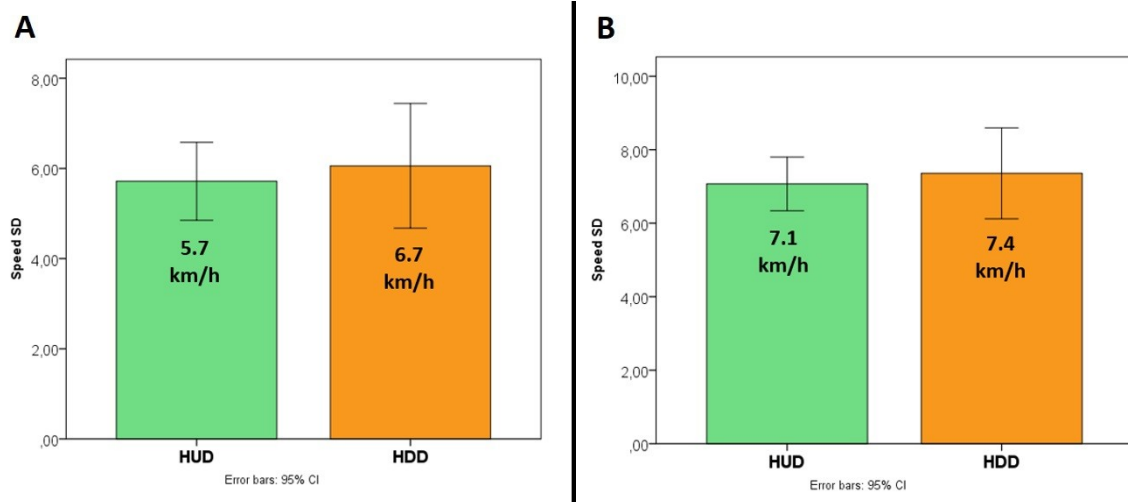 A
8,00
6,00
4,00
2,00
,00
Speed SD
5.7
km/h
6.7
km/h
HUD
HDD
Error bars: 95% CI
B
10,00
8,00
6,00
4,00
2,00
,00
Speed SD
7.1
km/h
7.4
km/h
HUD
HDD
Error bars: 95% CI